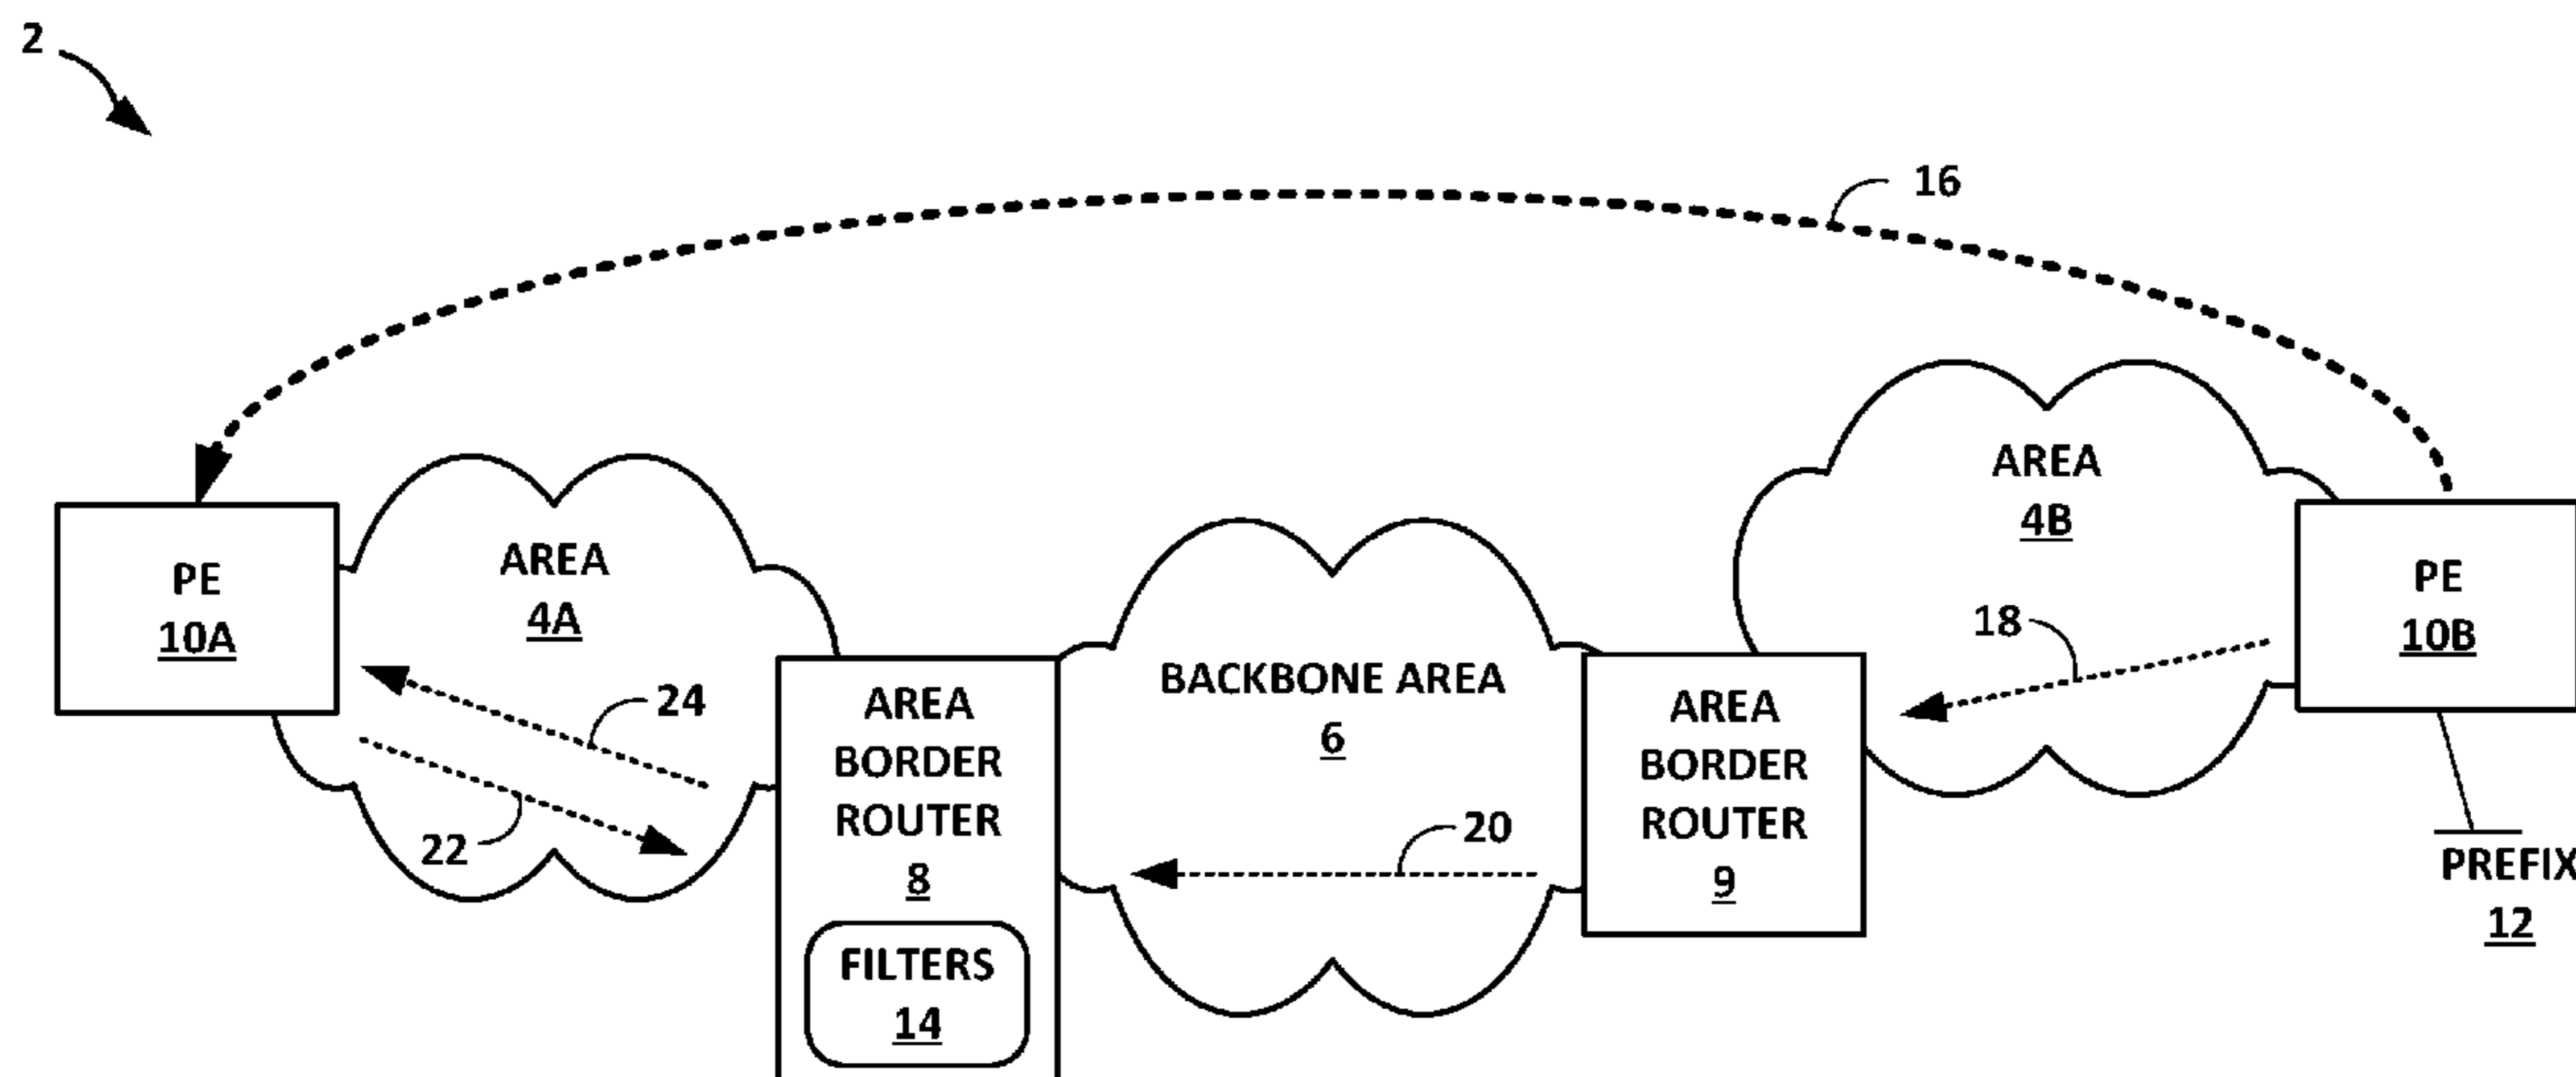 2
16
AREA
4B
PE
10A
AREA
4A
18
PE
10B
24
22
AREA
BORDER
ROUTER
8
FILTERS
14
BACKBONE AREA
6
20
AREA
BORDER
ROUTER
9
PREFIX
12